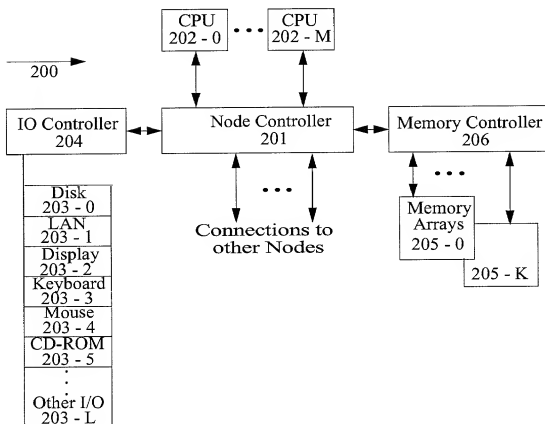 CPU
202 - 0
CPU
202 - M
200
IO Controller
204
Node Controller
201
Memory Controller
206
Connections to
other Nodes
Memory
Arrays
205 - 0
205 - K
Disk
203 - 0
LAN
203 - 1
Display
203 - 2
Keyboard
203 - 3
Mouse
203 - 4
CD-ROM
203 - 5
Other I/O
203 - L